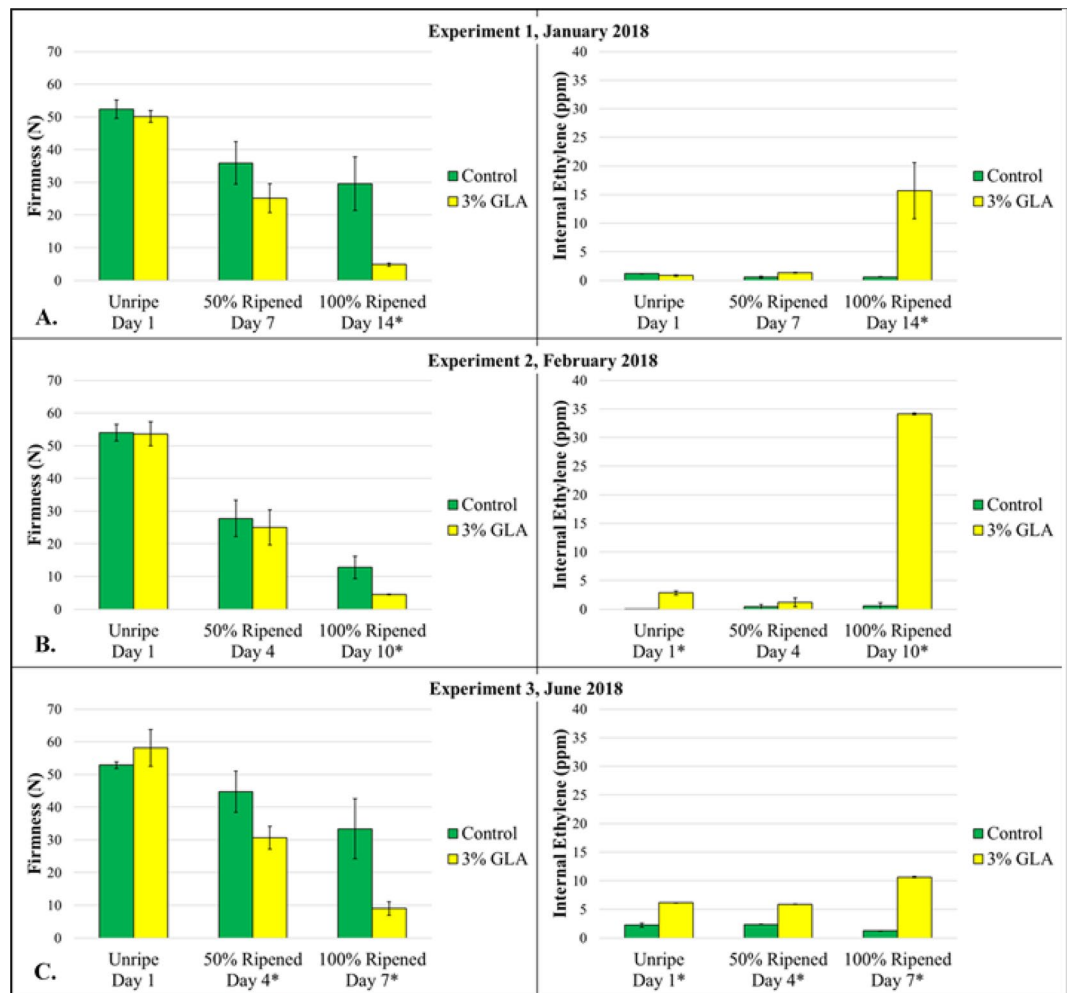 Experiment 1, January 2018
Firmness (N)
70
60
50
40
30
20
10
0
Unripe
Day 1
50% Ripened
Day 7
100% Ripened
Day 14*
Control
3% GLA
A.
Internal Ethylene (ppm)
40
35
30
25
20
15
10
5
0
Unripe
Day 1
50% Ripened
Day 7
100% Ripened
Day 14*
Control
3% GLA
Experiment 2, February 2018
Firmness (N)
70
60
50
40
30
20
10
0
Unripe
Day 1
50% Ripened
Day 4
100% Ripened
Day 10*
Control
3% GLA
B.
Internal Ethylene (ppm)
40
35
30
25
20
15
10
5
0
Unripe
Day 1*
50% Ripened
Day 4
100% Ripened
Day 10*
Control
3% GLA
Experiment 3, June 2018
Firmness (N)
70
60
50
40
30
20
10
0
Unripe
Day 1
50% Ripened
Day 4*
100% Ripened
Day 7*
Control
3% GLA
C.
Internal Ethylene (ppm)
40
35
30
25
20
15
10
5
0
Unripe
Day 1*
50% Ripened
Day 4*
100% Ripened
Day 7*
Control
3% GLA